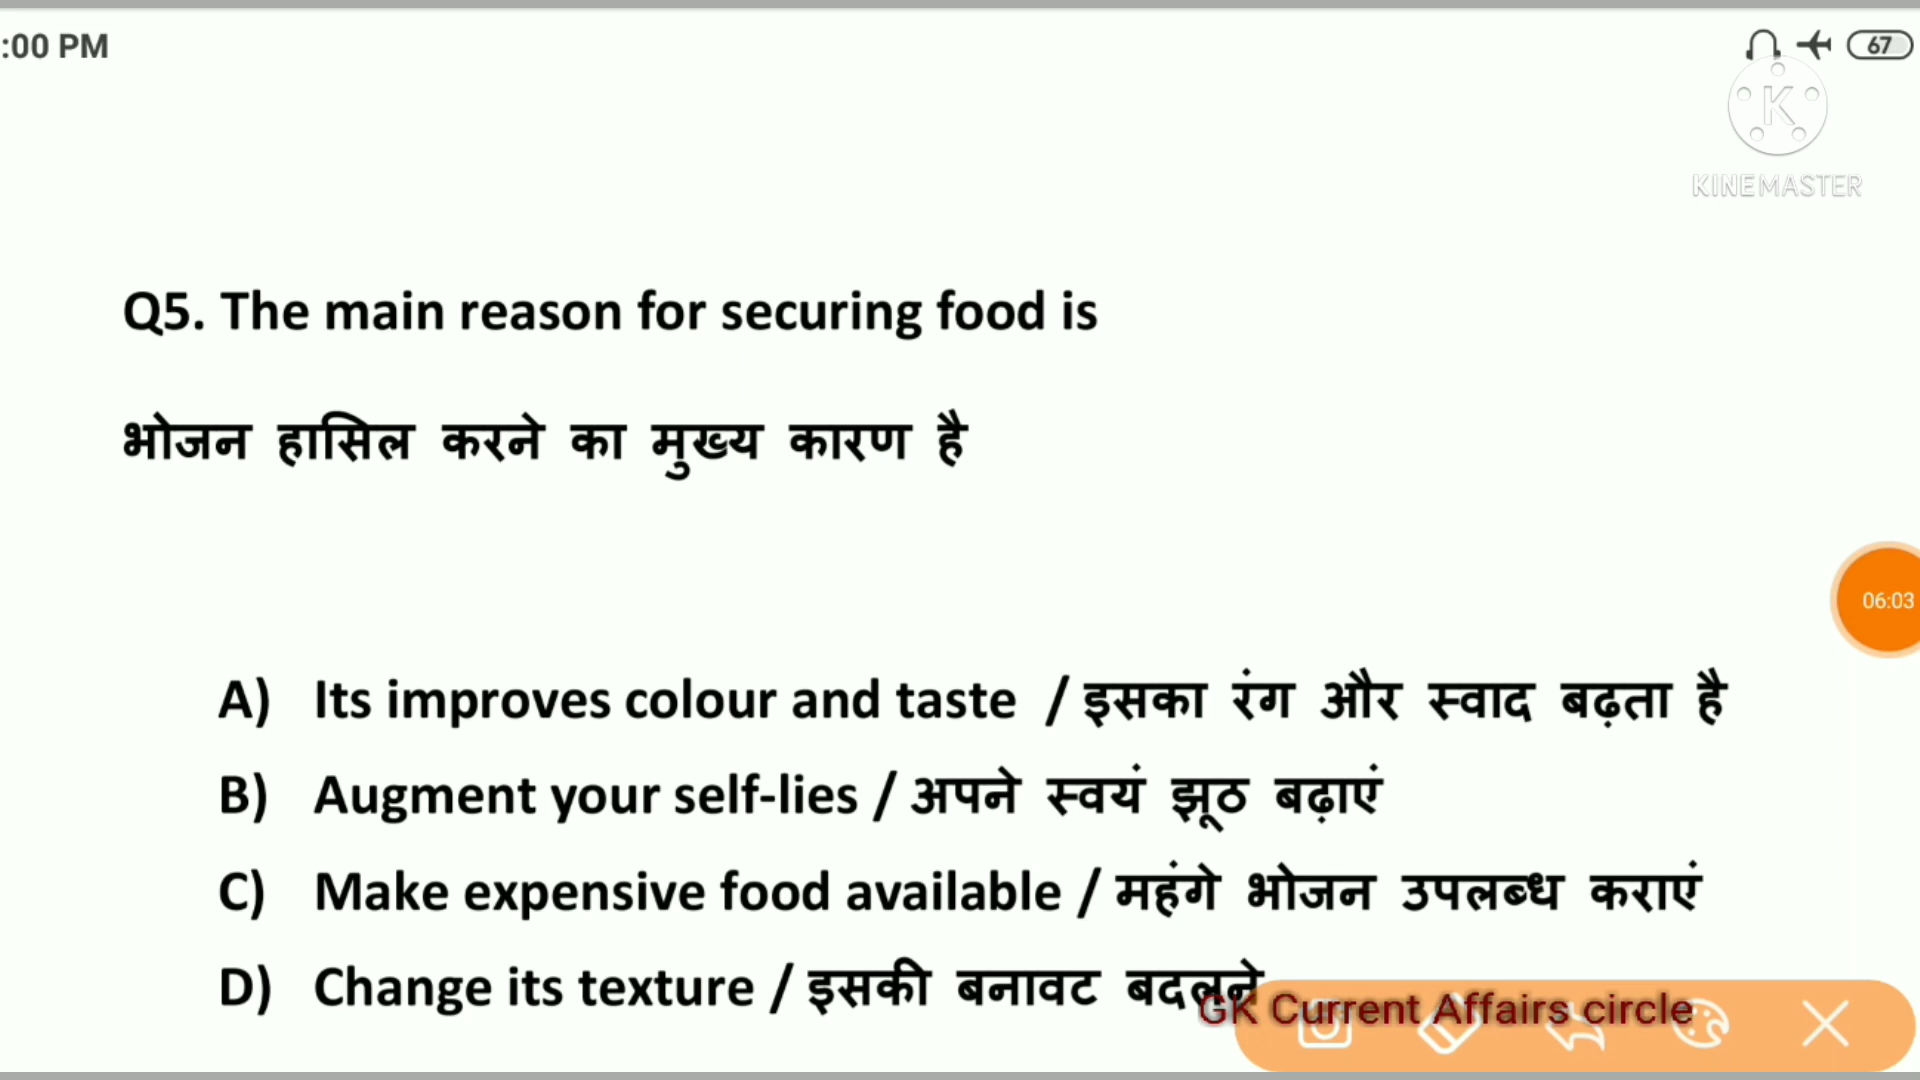 :00 PM
67
K
KINEMASTER
Q5. The main reason for securing food is
भोजन हासिल करने का मुख्य कारण है
06:03
A) Its improves colour and taste / इसका रंग और स्वाद बढ़ता है
B) Augment your self-lies / अपने स्वयं झूठ बढ़ाएं
C) Make expensive food available / महंगे भोजन उपलब्ध कराएं
D) Change its texture / इसकी बनावट बदलने
GK Current Affairs circle